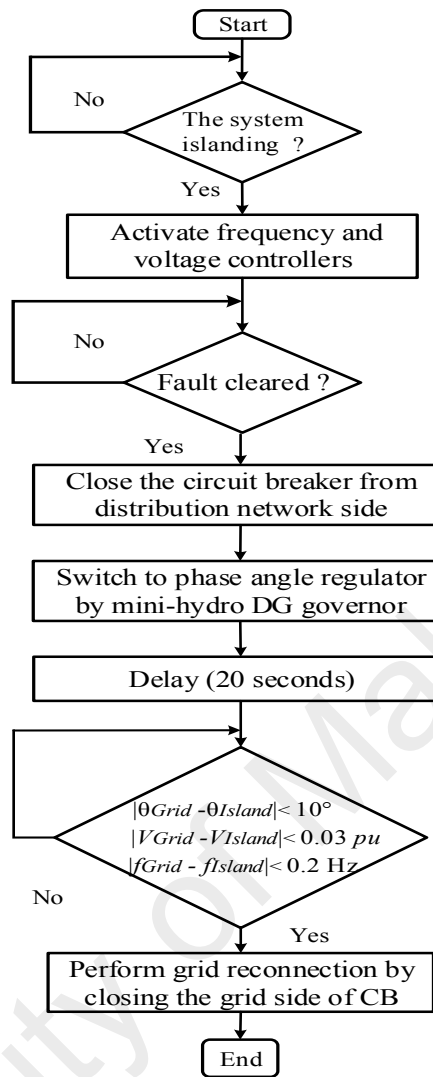 Start
No
The system
islanding ?
Yes
Activate frequency and
voltage controllers
No
Fault cleared ?
Yes
Close the circuit breaker from
distribution network side
Switch to phase angle regulator
by mini-hydro DG governor
Delay (20 seconds)
|θGrid -θIsland|< 10°
|VGrid -VIsland|< 0.03 pu
|fGrid - fIsland|< 0.2 Hz
No
Yes
Perform grid reconnection by
closing the grid side of CB
End
ity of Mal